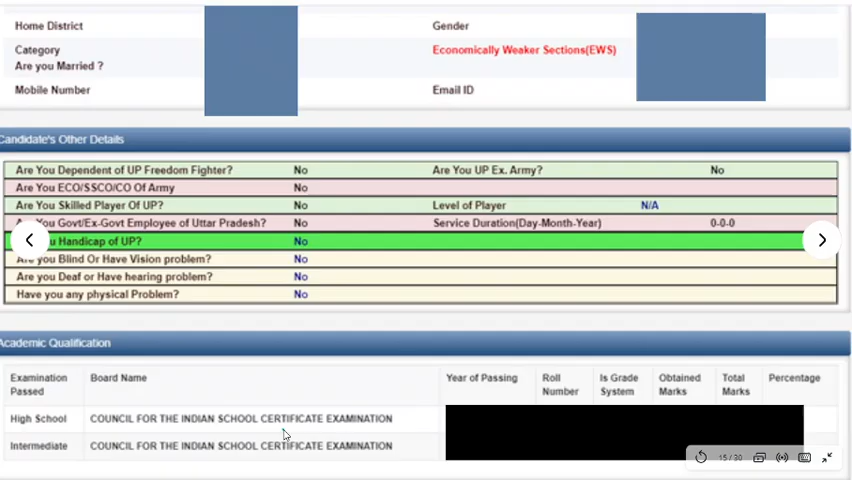 Home District Gender
Category Economically Weaker Sections(EWS)
Are you Married ?
Mobile Number Email ID
Candidate's Other Details
Are You Dependent of UP Freedom Fighter? No Are You UP Ex. Army? No
Are You ECO/SSCO/CO Of Army No
Are You Skilled Player Of UP? No Level of Player N/A
You Govt/Ex-Govt Employee of Uttar Pradesh? No Service Duration(Day-Month-Year) 0-0-0
Handicap of UP? No
Are you Blind Or Have Vision problem? No
Are you Deaf or Have hearing problem? No
Have you any physical Problem? No
Academic Qualification
Examination Passed Board Name Year of Passing Roll Number Is Grade System Obtained Marks Total Marks Percentage
High School COUNCIL FOR THE INDIAN SCHOOL CERTIFICATE EXAMINATION
Intermediate COUNCIL FOR THE INDIAN SCHOOL CERTIFICATE EXAMINATION
15 / 30